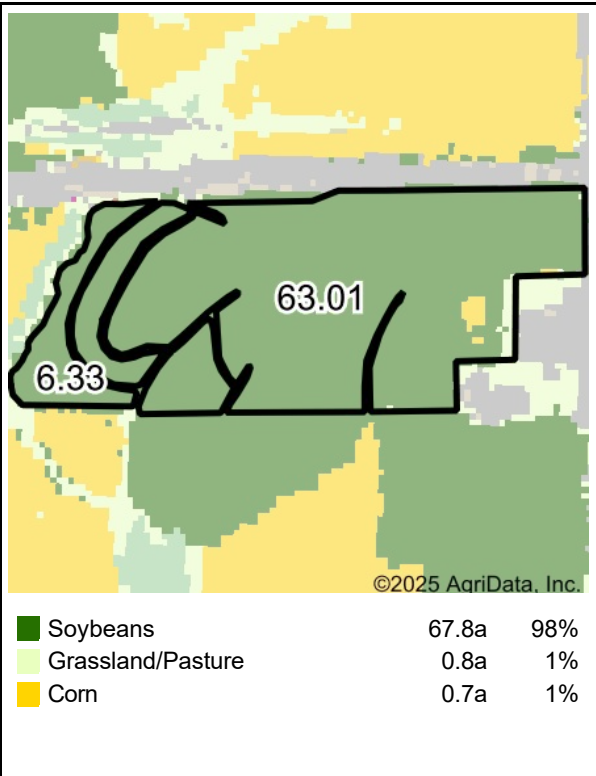 63.01
6.33
©2025 AgriData, Inc.
Soybeans 67.8a 98%
Grassland/Pasture 0.8a 1%
Corn 0.7a 1%